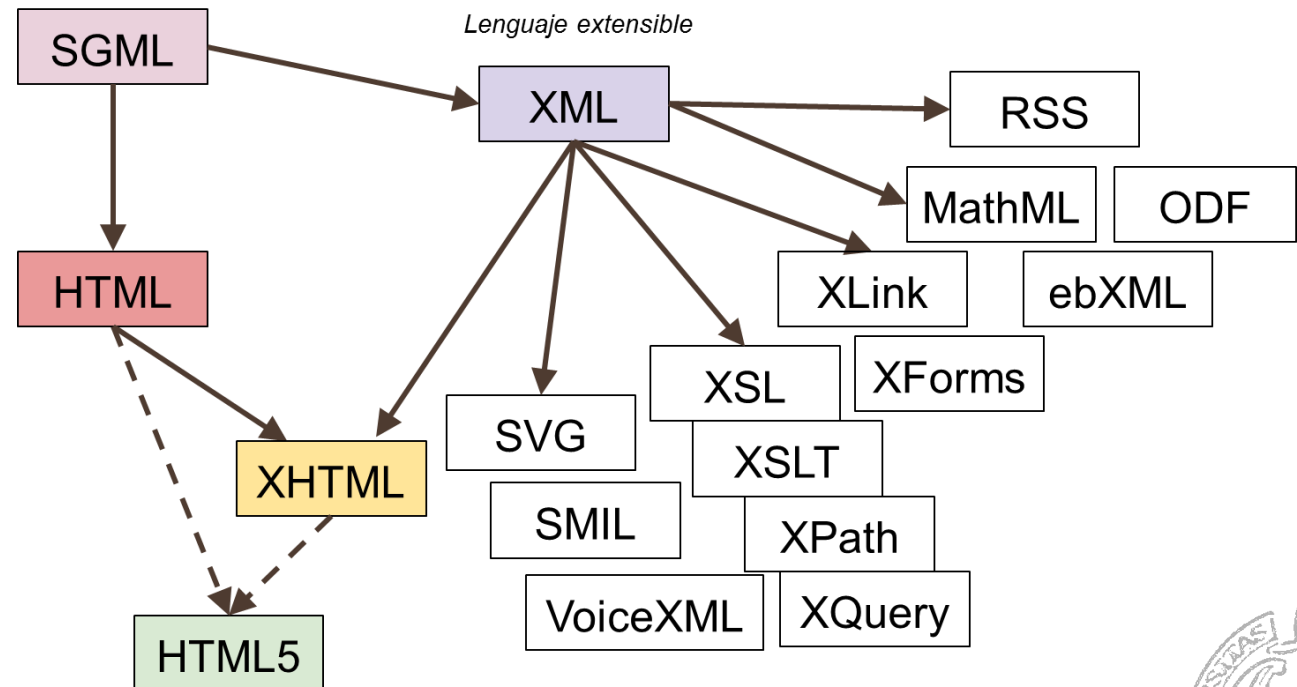 Lenguaje extensible
SGML
XML
RSS
MathML
ODF
HTML
XLink
ebXML
XSL
XForms
SVG
XSLT
XHTML
SMIL
XPath
VoiceXML
XQuery
HTML5